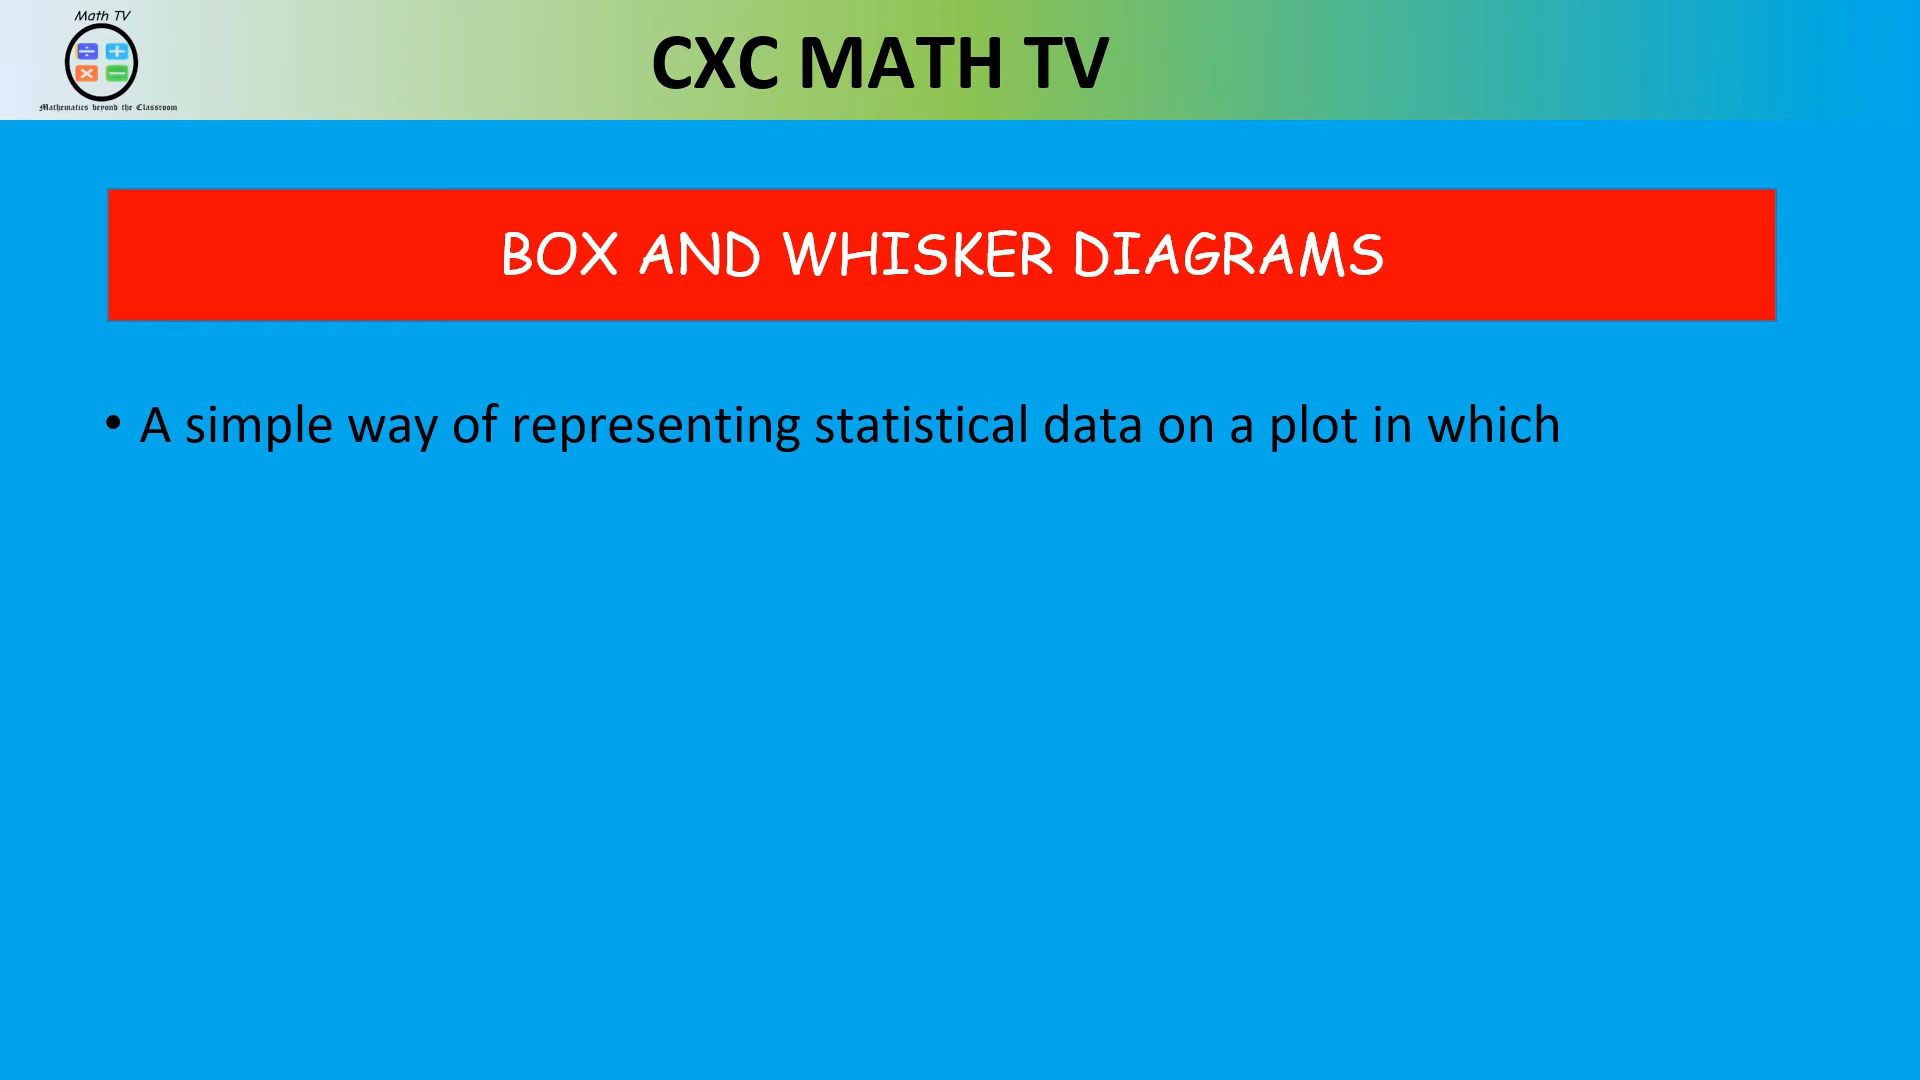 Math TV
CXC MATH TV
Mathematics beyond the Classroom
BOX AND WHISKER DIAGRAMS
• A simple way of representing statistical data on a plot in which